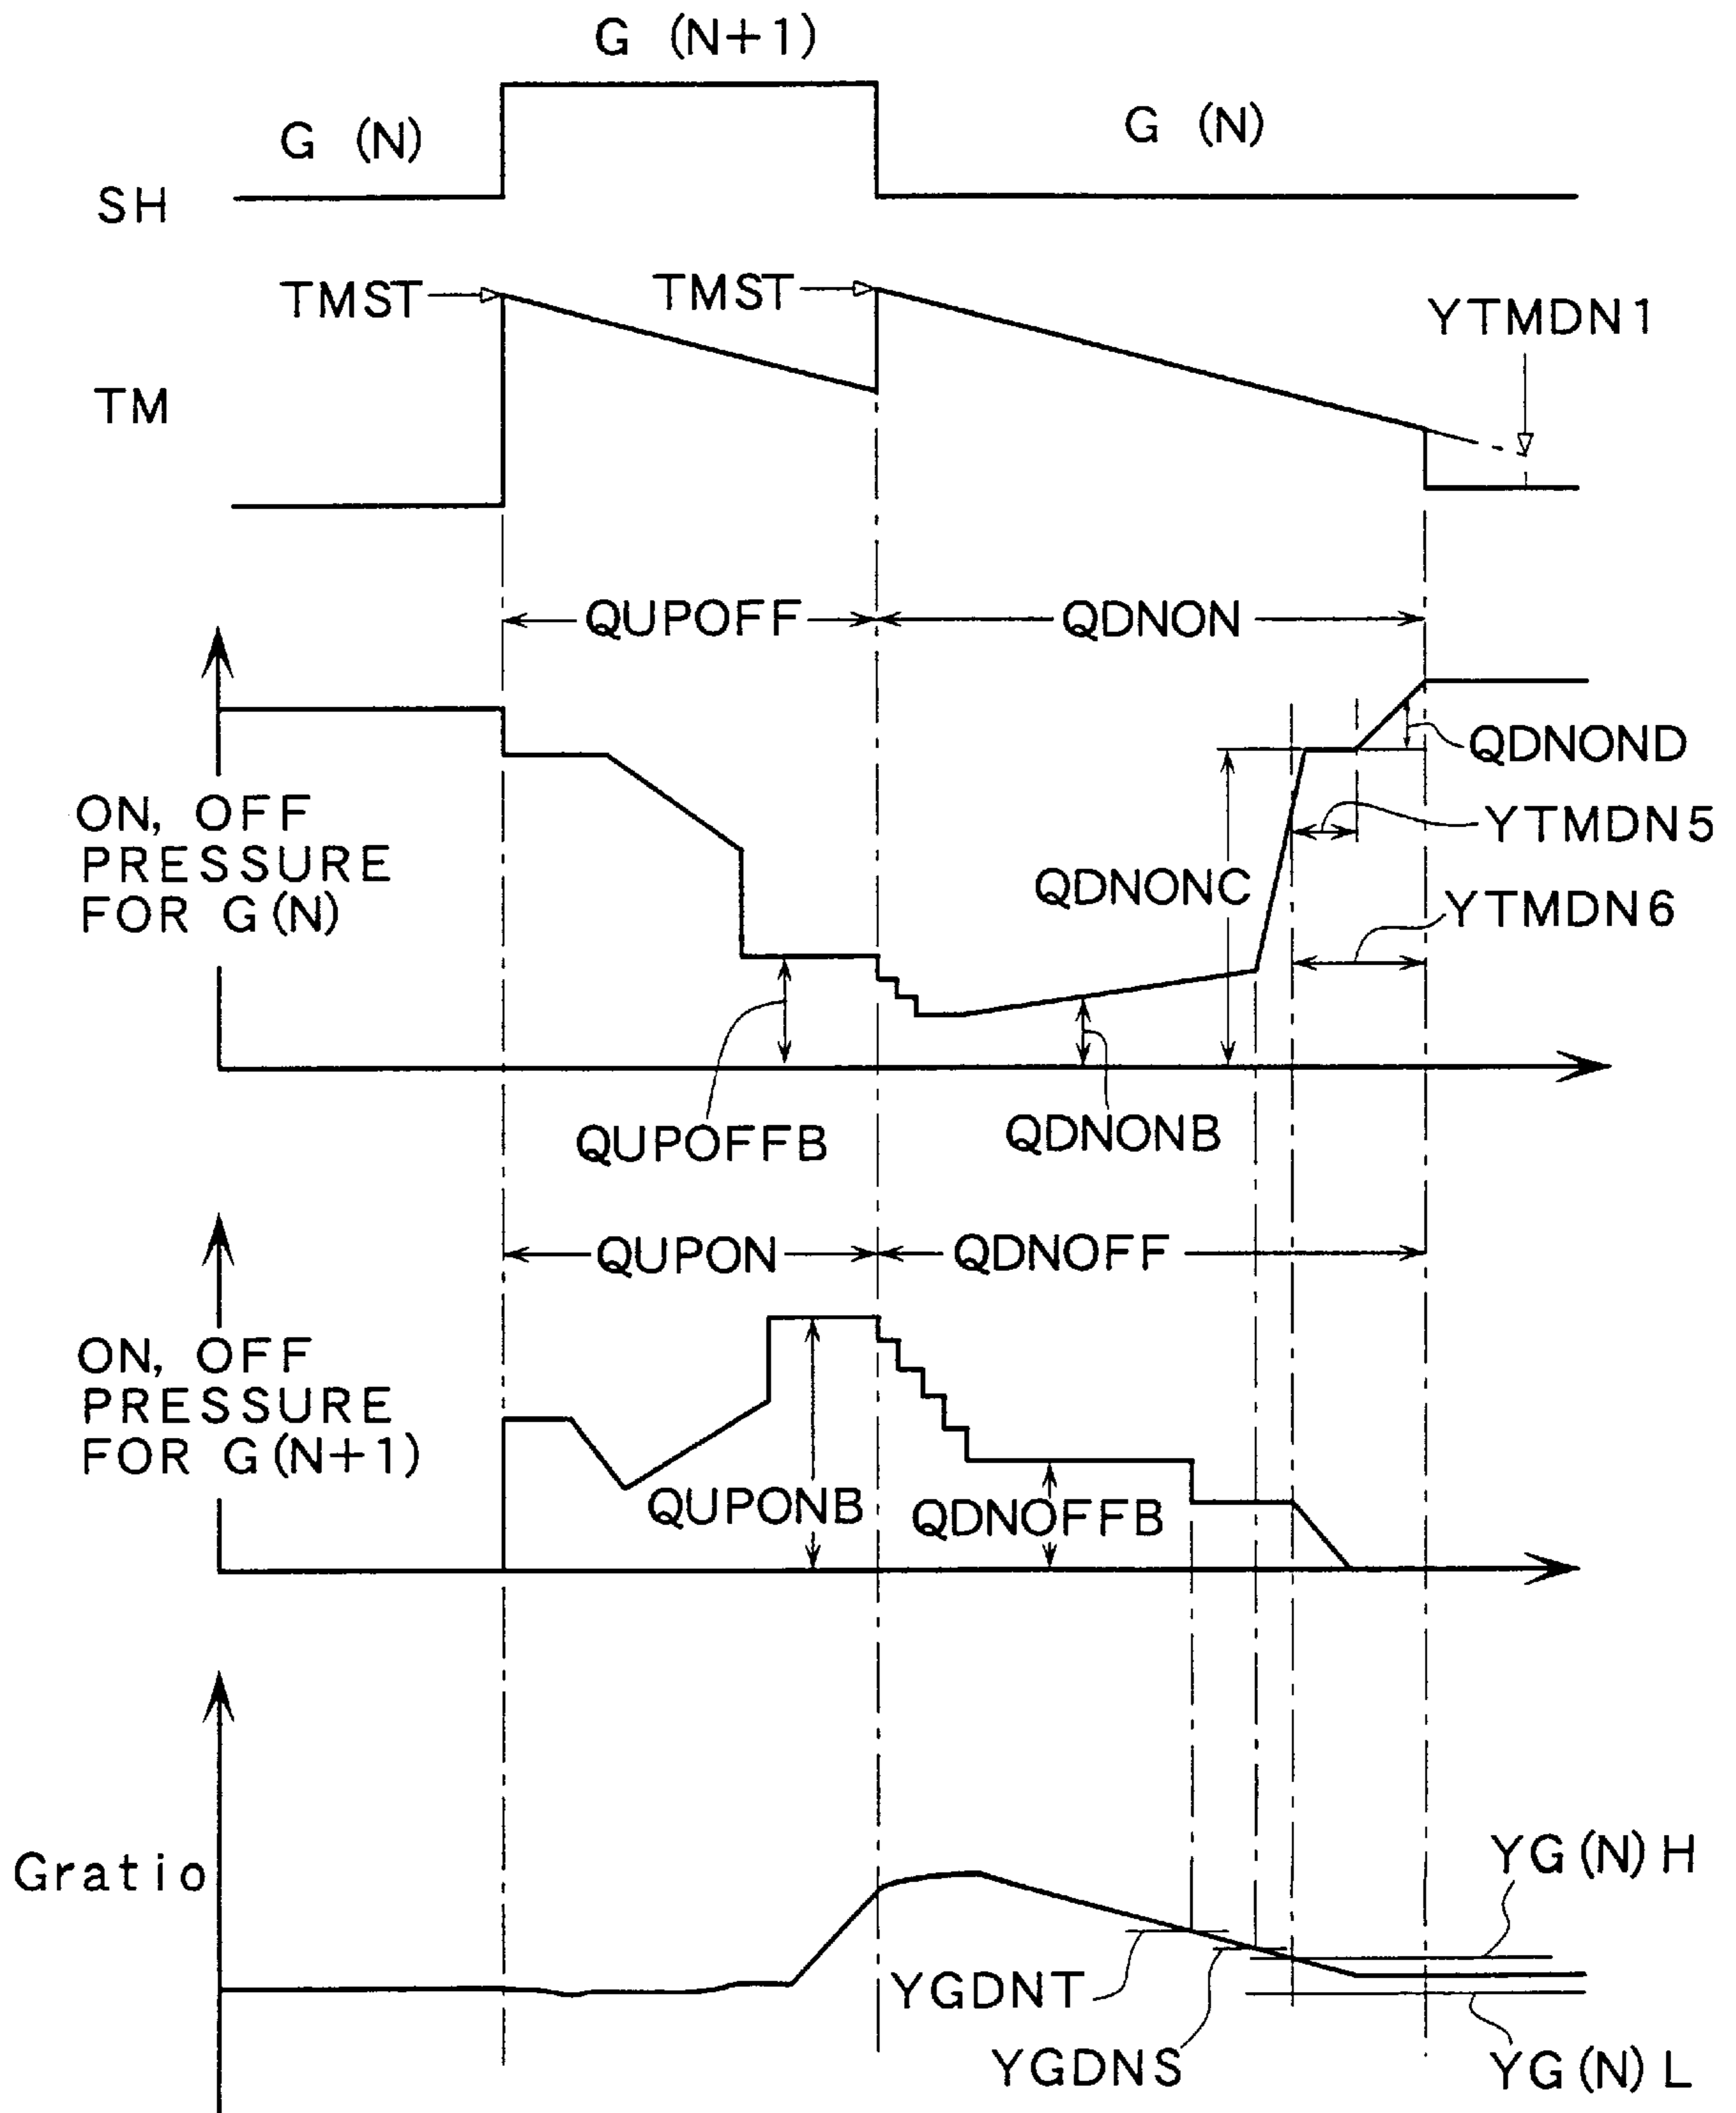 G (N+1)
G (N)
G (N)
SH
TMST
TMST
YTMDN1
TM
QUPOFF
QDNON
QDNOND
ON, OFF
PRESSURE
FOR G(N)
YTMDN5
QDNONC
YTMDN6
QUPOFFB
QDNONB
QUPON
QDNOFF
ON, OFF
PRESSURE
FOR G(N+1)
QUPONB
QDNOFFB
Gratio
YG(N)H
YGDNT
YGDNS
YG(N)L